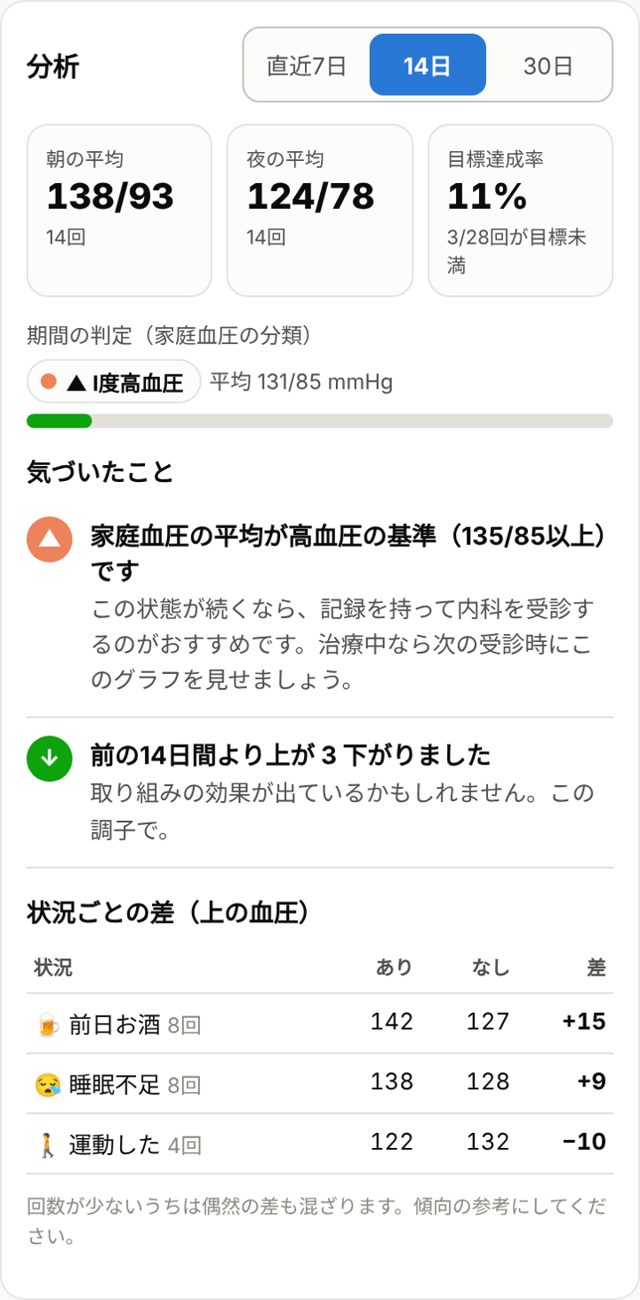 分析
直近7日 14日 30日
朝の平均
138/93
14回
夜の平均
124/78
14回
目標達成率
11%
3/28回が目標未
満
期間の判定（家庭血圧の分類）
▲ I度高血圧 平均 131/85 mmHg
気づいたこと
家庭血圧の平均が高血圧の基準（135/85以上）
です
この状態が続くなら、記録を持って内科を受診す
るのがおすすめです。治療中なら次の受診時にこ
のグラフを見せましょう。
前の14日間より上が 3 下がりました
取り組みの効果が出ているかもしれません。この
調子で。
状況ごとの差（上の血圧）
状況 あり なし 差
前日お酒 8回 142 127 +15
睡眠不足 8回 138 128 +9
運動した 4回 122 132 −10
回数が少ないうちは偶然の差も混ざります。傾向の参考にしてくだ
さい。